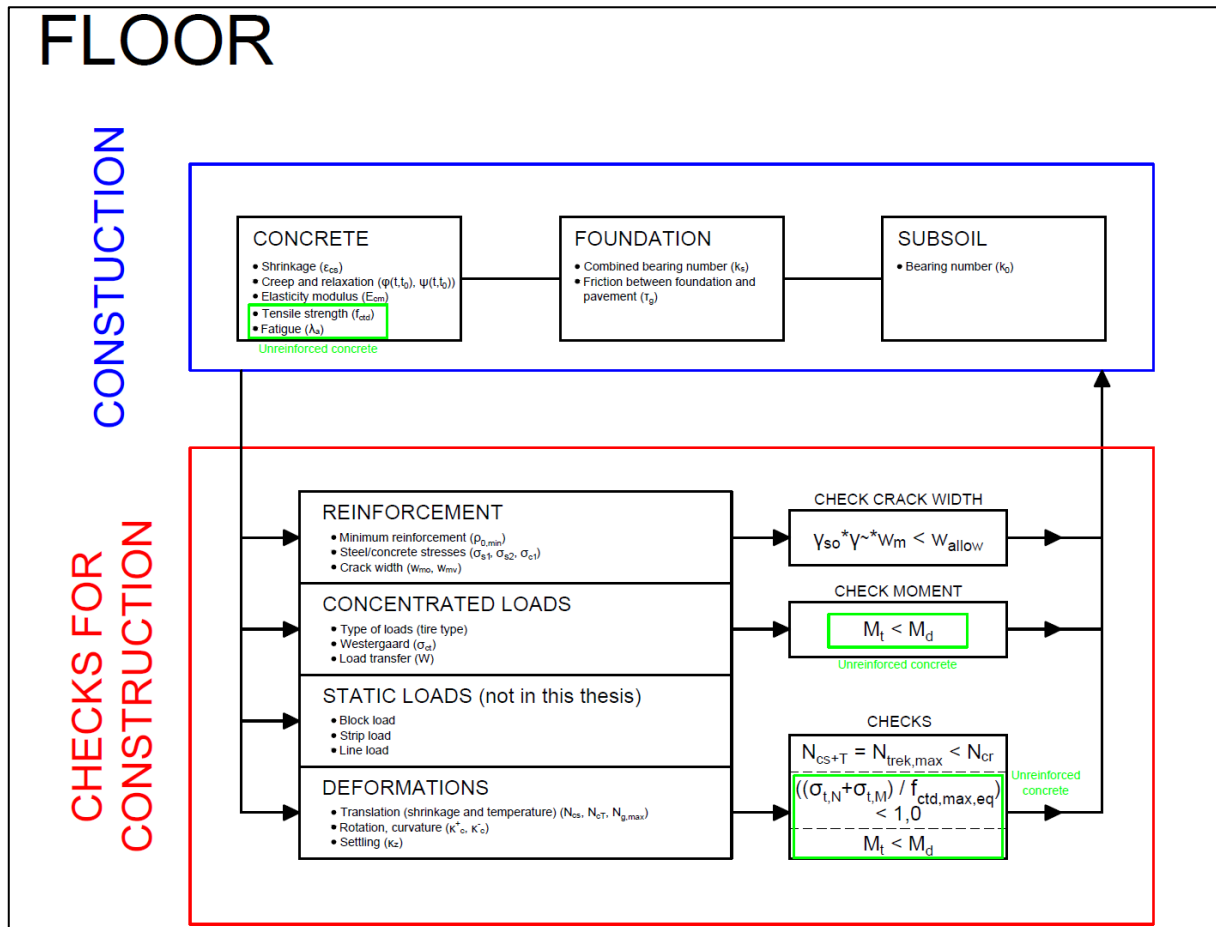 FLOOR
CONSTUCTION
CONCRETE
• Shrinkage (εcs)
• Creep and relaxation (φ(t,t0), ψ(t,t0))
• Elasticity modulus (Ecm)
• Tensile strength (fctd)
• Fatigue (λa)
Unreinforced concrete
FOUNDATION
• Combined bearing number (ks)
• Friction between foundation and
pavement (τg)
SUBSOIL
• Bearing number (k0)
CHECKS FOR
CONSTRUCTION
REINFORCEMENT
• Minimum reinforcement (ρ0,min)
• Steel/concrete stresses (σs1, σs2, σc1)
• Crack width (wmo, wmv)
CONCENTRATED LOADS
• Type of loads (tire type)
• Westergaard (σct)
• Load transfer (W)
STATIC LOADS (not in this thesis)
• Block load
• Strip load
• Line load
DEFORMATIONS
• Translation (shrinkage and temperature) (Ncs, NcT, Ng,max)
• Rotation, curvature (κ+c, κ-c)
• Settling (κz)
CHECK CRACK WIDTH
γso*γ~*wm < wallow
CHECK MOMENT
Mt < Md
Unreinforced concrete
CHECKS
Ncs+T = Ntrek,max < Ncr
((σt,N+σt,M) / fctd,max,eq)
< 1,0
Mt < Md
Unreinforced
concrete